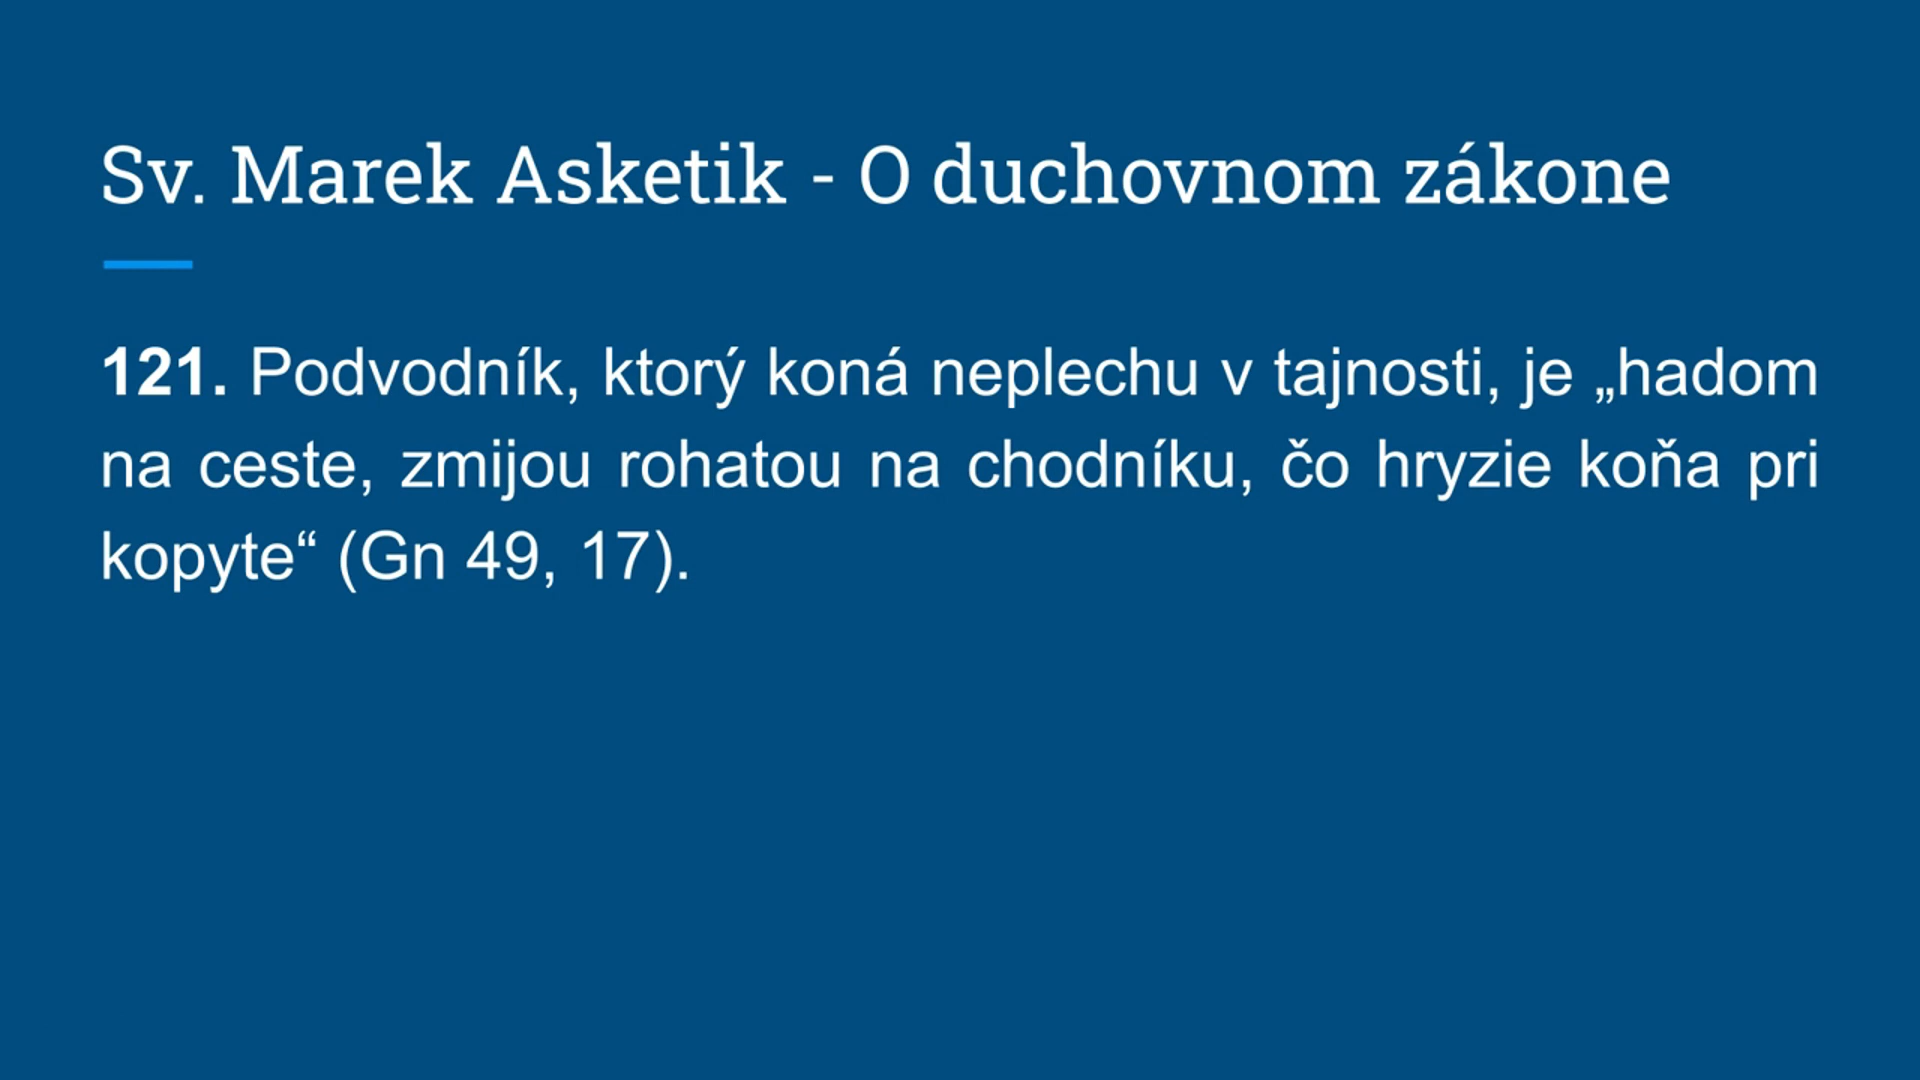 Sv. Marek Asketik - O duchovnom zákone
121. Podvodník, ktorý koná neplechu v tajnosti, je „hadom
na ceste, zmijou rohatou na chodníku, čo hryzie koňa pri
kopyte“ (Gn 49, 17).